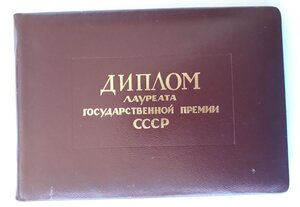 ДИПЛОМ
ЛАУРЕАТА
ГОСУДАРСТВЕННОЙ ПРЕМИИ
СССР